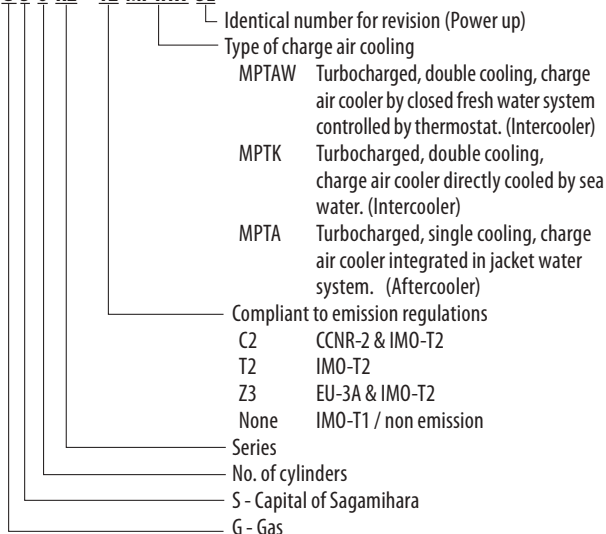 Identical number for revision (Power up)
Type of charge air cooling
MPTAW Turbocharged, double cooling, charge
air cooler by closed fresh water system
controlled by thermostat. (Intercooler)
MPTK Turbocharged, double cooling,
charge air cooler directly cooled by sea
water. (Intercooler)
MPTA Turbocharged, single cooling, charge
air cooler integrated in jacket water
system. (Aftercooler)
Compliant to emission regulations
C2 CCNR-2 & IMO-T2
T2 IMO-T2
Z3 EU-3A & IMO-T2
None IMO-T1 / non emission
Series
No. of cylinders
S - Capital of Sagamihara
G - Gas